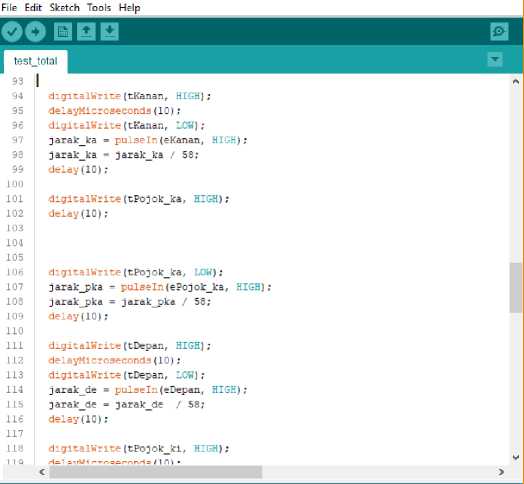 File Edit Sketch Tools Help
test_total
93
94 digitalWrite(tKanan, HIGH);
95 delayMicroseconds(10);
96 digitalWrite(tKanan, LOW);
97 jarak_ka = pulseIn(eKanan, HIGH);
98 jarak_ka = jarak_ka / 58;
99 delay(10);
100
101 digitalWrite(tPojok_ka, HIGH);
102 delay(10);
103
104
105
106 digitalWrite(tPojok_ka, LOW);
107 jarak_pka = pulseIn(ePojok_ka, HIGH);
108 jarak_pka = jarak_pka / 58;
109 delay(10);
110
111 digitalWrite(tDepan, HIGH);
112 delayMicroseconds(10);
113 digitalWrite(tDepan, LOW);
114 jarak_de = pulseIn(eDepan, HIGH);
115 jarak_de = jarak_de / 58;
116 delay(10);
117
118 digitalWrite(tPojok_ki, HIGH);
119 delayMicroseconds(10);